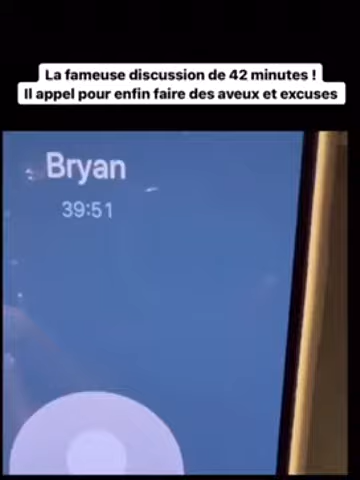 La fameuse discussion de 42 minutes !
Il appel pour enfin faire des aveux et excuses
Bryan
39:51